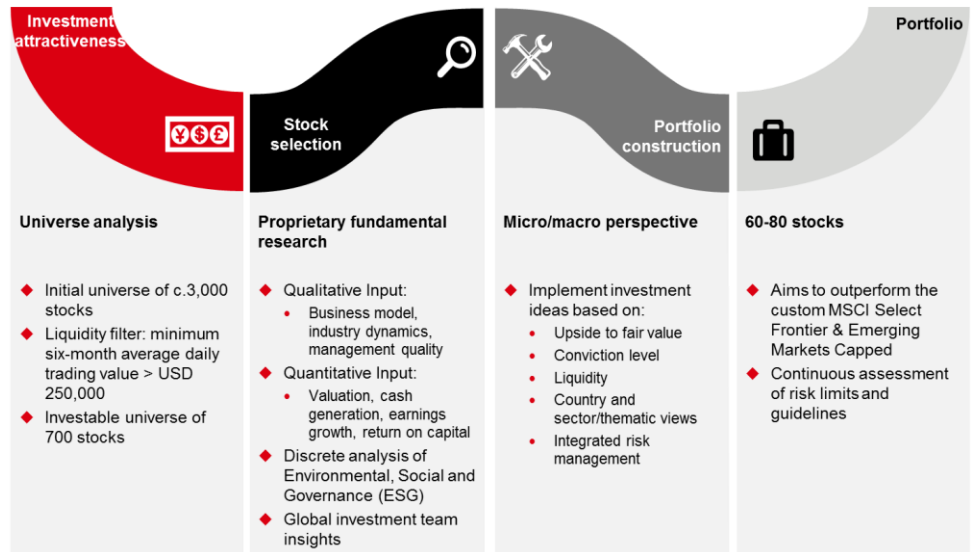 Investment
attractiveness
¥ $ £
Stock
selection
Portfolio
construction
Portfolio
Universe analysis
Initial universe of c.3,000
stocks
Liquidity filter: minimum
six-month average daily
trading value > USD
250,000
Investable universe of
700 stocks
Proprietary fundamental
research
Qualitative Input:
Business model,
industry dynamics,
management quality
Quantitative Input:
Valuation, cash
generation, earnings
growth, return on capital
Discrete analysis of
Environmental, Social and
Governance (ESG)
Global investment team
insights
Micro/macro perspective
Implement investment
ideas based on:
Upside to fair value
Conviction level
Liquidity
Country and
sector/thematic views
Integrated risk
management
60-80 stocks
Aims to outperform the
custom MSCI Select
Frontier & Emerging
Markets Capped
Continuous assessment
of risk limits and
guidelines